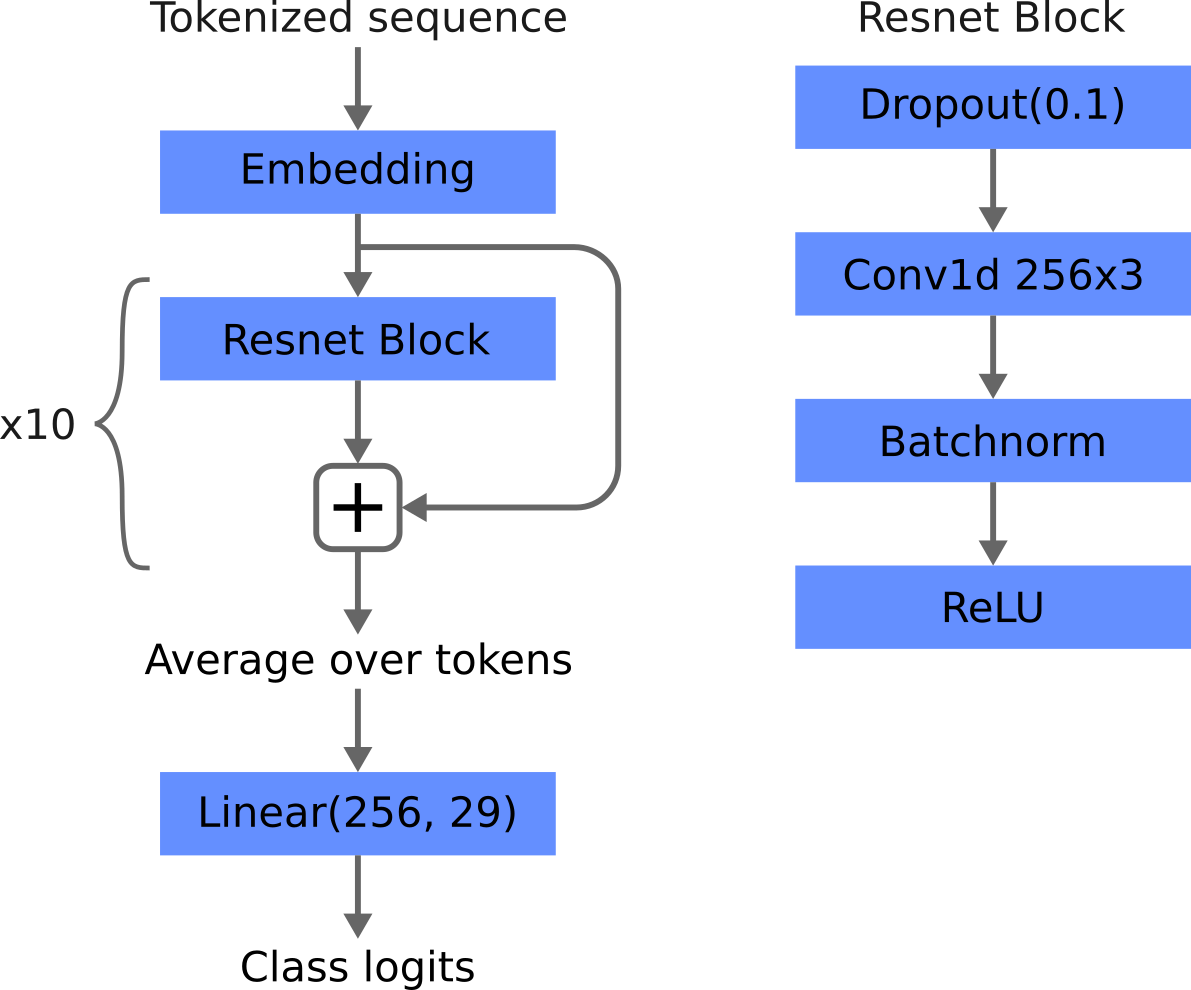 Tokenized sequence
Embedding
Resnet Block
x10
+
Average over tokens
Linear(256, 29)
Class logits
Resnet Block
Dropout(0.1)
Conv1d 256x3
Batchnorm
ReLU